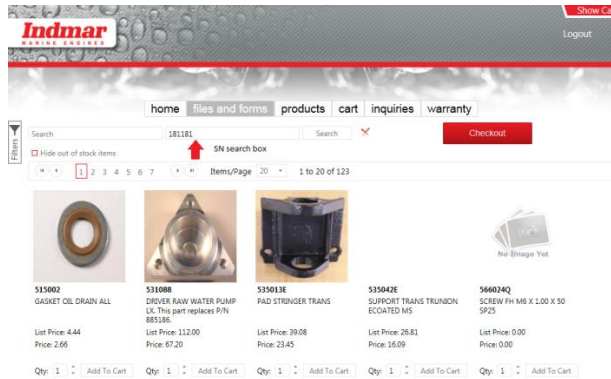 Show Ca
Indmar
MARINE ENGINES
Logout
home files and forms products cart inquiries warranty
Filters
Search 181181 Search Checkout
Hide out of stock items
SN search box
1 2 3 4 5 6 7 Items/Page 20 1 to 20 of 123
No Image Yet
515002 531088 535013E 535042E 566024Q
GASKET OIL DRAIN ALL DRIVER RAW WATER PUMP PAD STRINGER TRANS SUPPORT TRANS TRUNION SCREW FH M6 X 1.00 X 50
LX. This part replaces P/N ECOATED MS SP25
885186.
List Price: 4.44 List Price: 112.00 List Price: 39.08 List Price: 26.81 List Price: 0.00
Price: 2.66 Price: 67.20 Price: 23.45 Price: 16.09 Price: 0.00
Qty: 1 Add To Cart Qty: 1 Add To Cart Qty: 1 Add To Cart Qty: 1 Add To Cart Qty: 1 Add To Cart